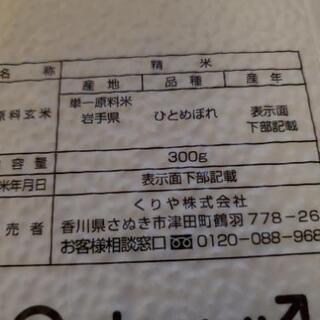 名 称 精 米
産 地 品 種 産 年
原料玄米 単一原料米 ひとめぼれ 表示面
岩手県 下部記載
容量 300g
米年月日 表示面下部記載
売者 くりや株式会社
香川県さぬき市津田町鶴羽 778-26
お客様相談窓口 0120-088-968